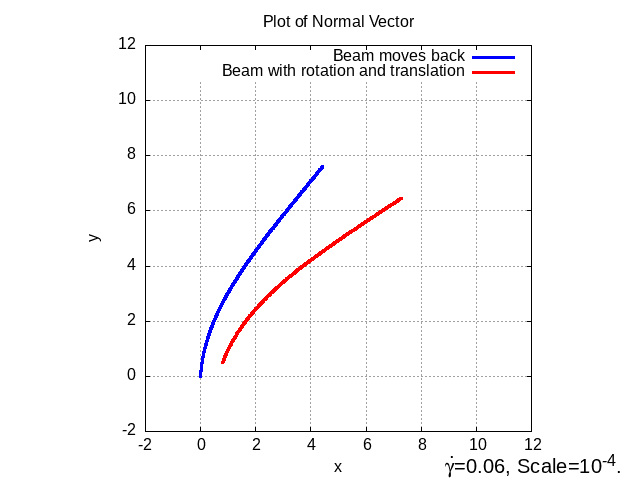 Plot of Normal Vector
12
Beam moves back
Beam with rotation and translation
10
8
6
y
4
2
0
-2
-2 0 2 4 6 8 10 12
x
γ̇=0.06, Scale=10⁻⁴.